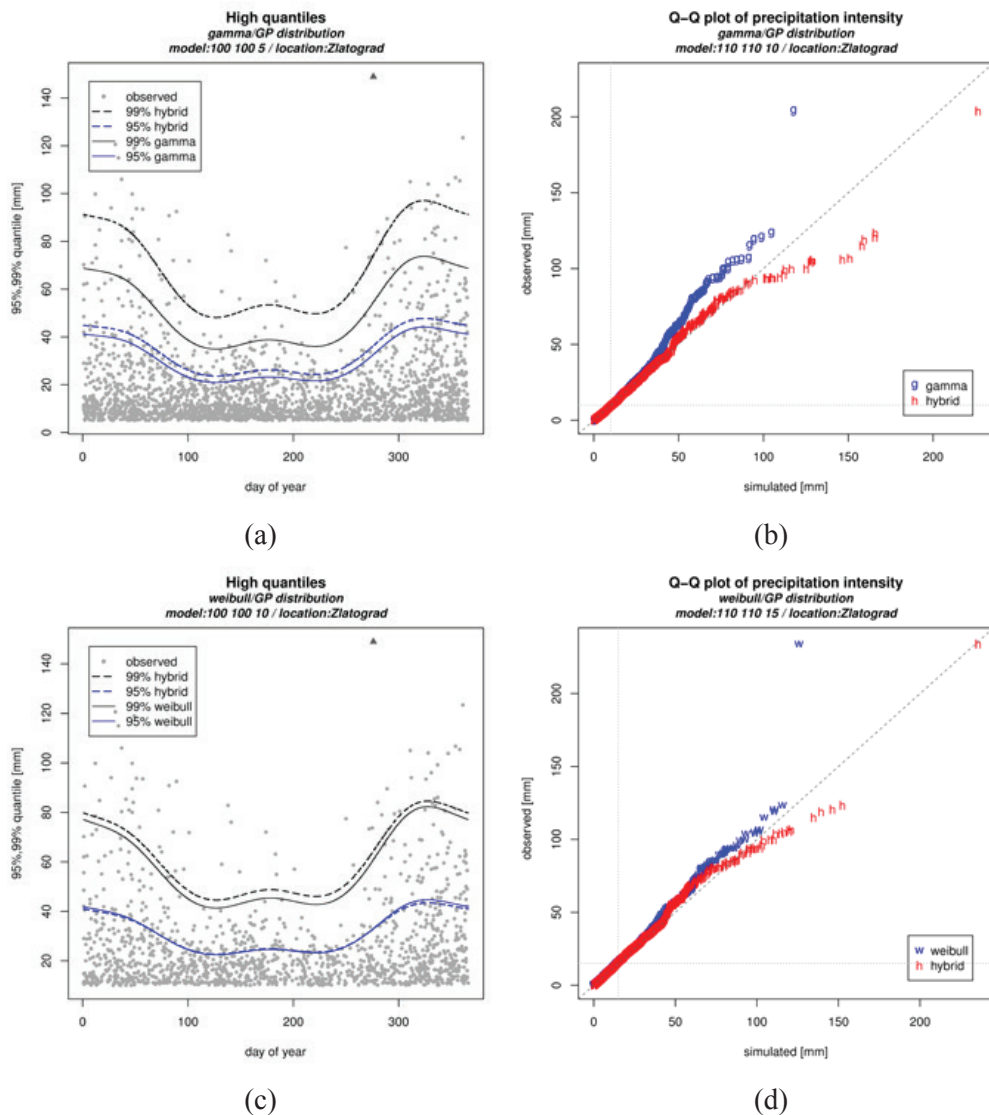 High quantiles
gamma/GP distribution
model:100 100 5 / location:Zlatograd
95%,99% quantile [mm]
0 20 40 60 80 100 120 140
observed
99% hybrid
95% hybrid
99% gamma
95% gamma
0 100 200 300
day of year
(a)
Q−Q plot of precipitation intensity
gamma/GP distribution
model:110 110 10 / location:Zlatograd
observed [mm]
0 50 100 150 200
g gamma
h hybrid
0 50 100 150 200
simulated [mm]
(b)
High quantiles
weibull/GP distribution
model:100 100 10 / location:Zlatograd
95%,99% quantile [mm]
20 40 60 80 100 120 140
observed
99% hybrid
95% hybrid
99% weibull
95% weibull
0 100 200 300
day of year
(c)
Q−Q plot of precipitation intensity
weibull/GP distribution
model:110 110 15 / location:Zlatograd
observed [mm]
0 50 100 150 200
w weibull
h hybrid
0 50 100 150 200
simulated [mm]
(d)